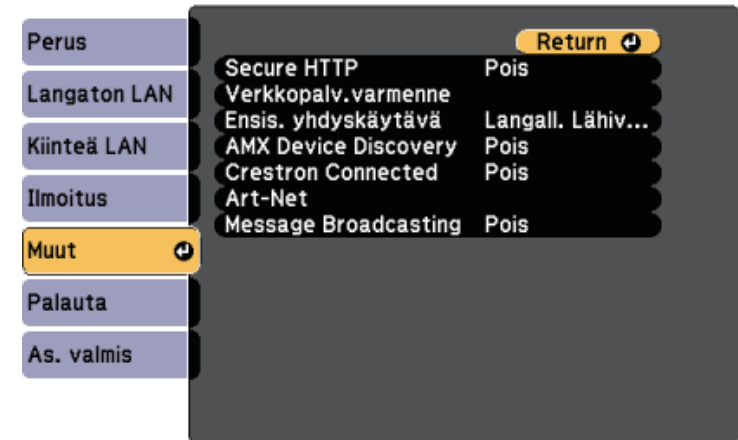 Perus
Langaton LAN
Kiinteä LAN
Ilmoitus
Muut
Palauta
As. valmis
Return
Secure HTTP Pois
Verkkopalv.varmenne
Ensis. yhdyskäytävä Langall. Lähiv...
AMX Device Discovery Pois
Crestron Connected Pois
Art-Net
Message Broadcasting Pois